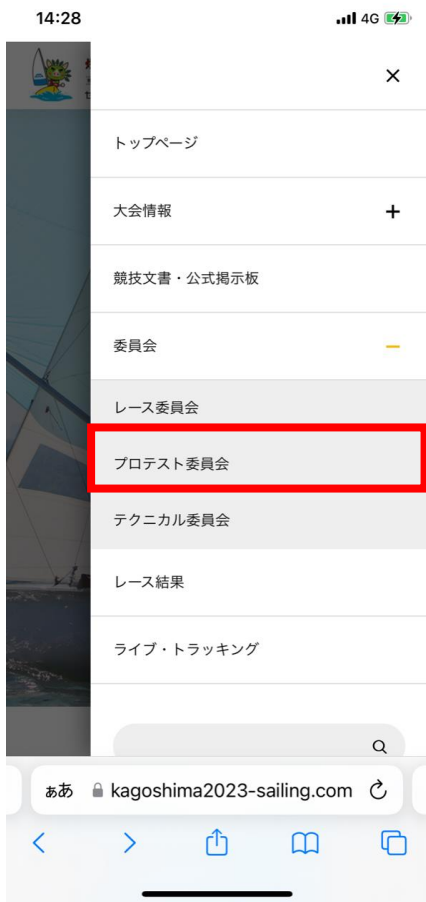 14:28
4G
トップページ
大会情報
競技文書・公式掲示板
委員会
レース委員会
プロテスト委員会
テクニカル委員会
レース結果
ライブ・トラッキング
ぁあ kagoshima2023-sailing.com